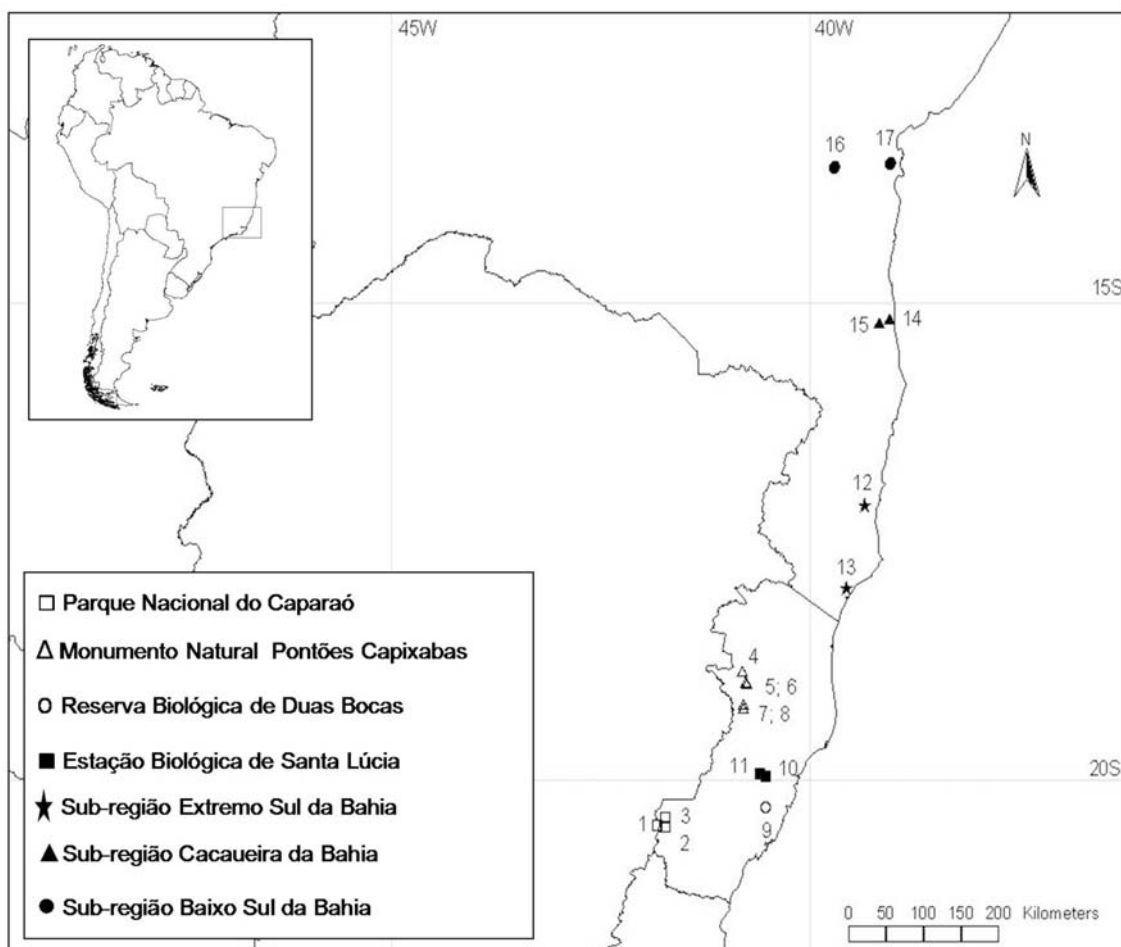 45W
40W
16
17
N
15S
15
14
12
13
4
5; 6
7; 8
11
10
20S
1
3
2
9
Parque Nacional do Caparaó
Monumento Natural Pontões Capixabas
Reserva Biológica de Duas Bocas
Estação Biológica de Santa Lúcia
Sub-região Extremo Sul da Bahia
Sub-região Cacaueira da Bahia
Sub-região Baixo Sul da Bahia
0 50 100 150 200 Kilometers